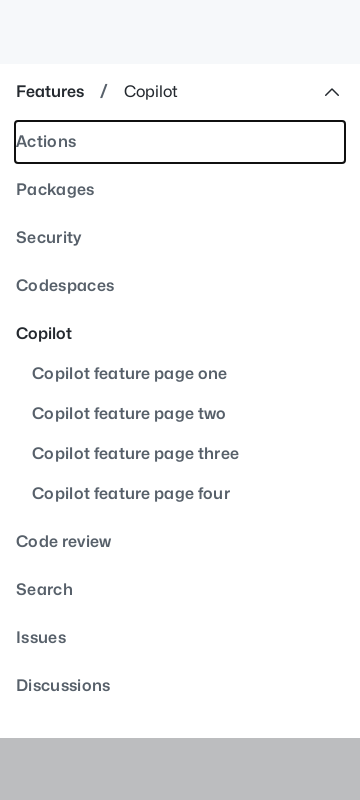 Features / Copilot
Actions
Packages
Security
Codespaces
Copilot
Copilot feature page one
Copilot feature page two
Copilot feature page three
Copilot feature page four
Code review
Search
Issues
Discussions